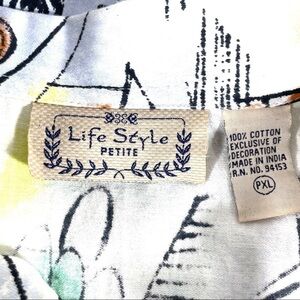 Life Style
PETITE
100% COTTON
EXCLUSIVE OF
DECORATION
MADE IN INDIA
R.N. NO. 94153
PXL